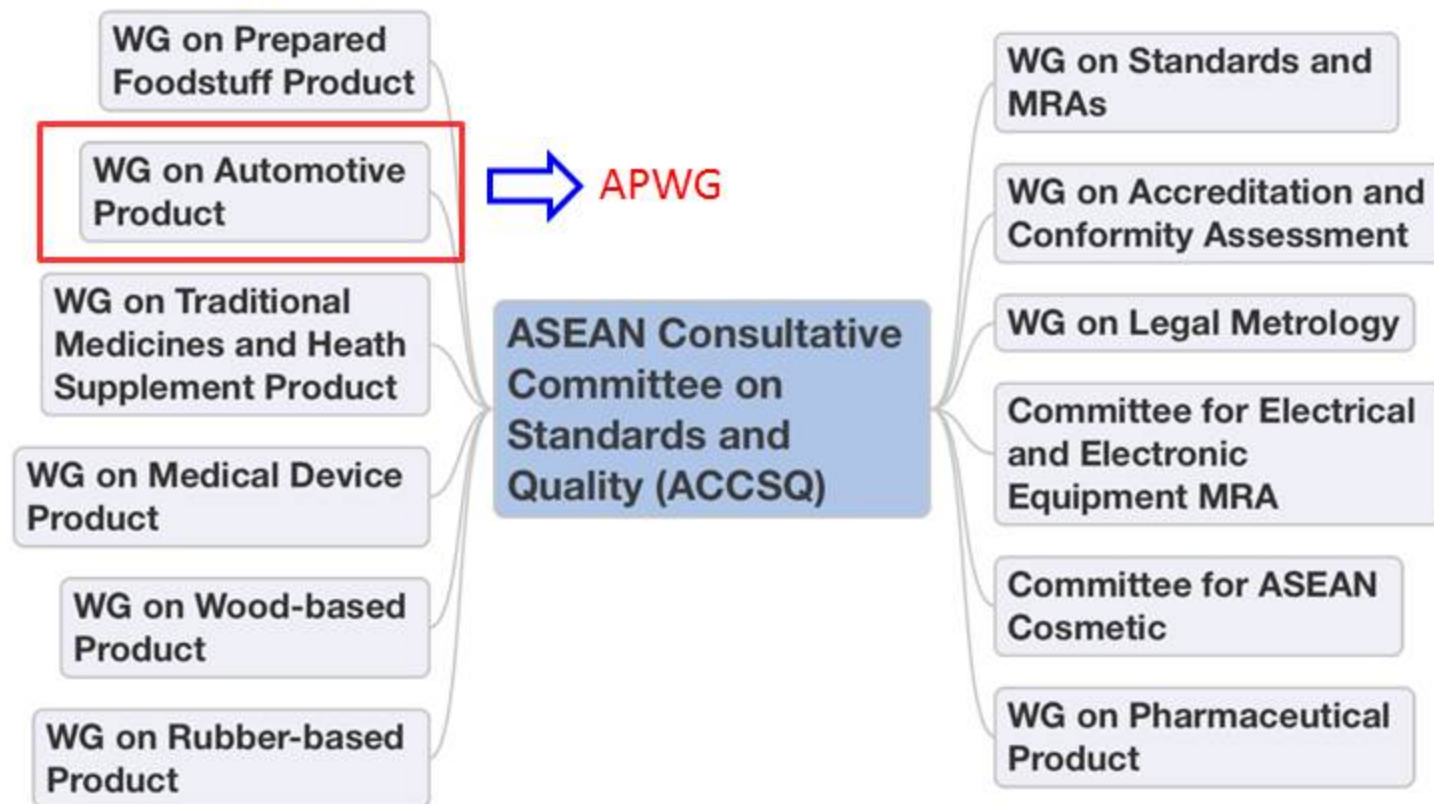 WG on Prepared
Foodstuff Product
WG on Automotive
Product
APWG
WG on Traditional
Medicines and Heath
Supplement Product
WG on Medical Device
Product
WG on Wood-based
Product
WG on Rubber-based
Product
ASEAN Consultative
Committee on
Standards and
Quality (ACCSQ)
WG on Standards and
MRAs
WG on Accreditation and
Conformity Assessment
WG on Legal Metrology
Committee for Electrical
and Electronic
Equipment MRA
Committee for ASEAN
Cosmetic
WG on Pharmaceutical
Product